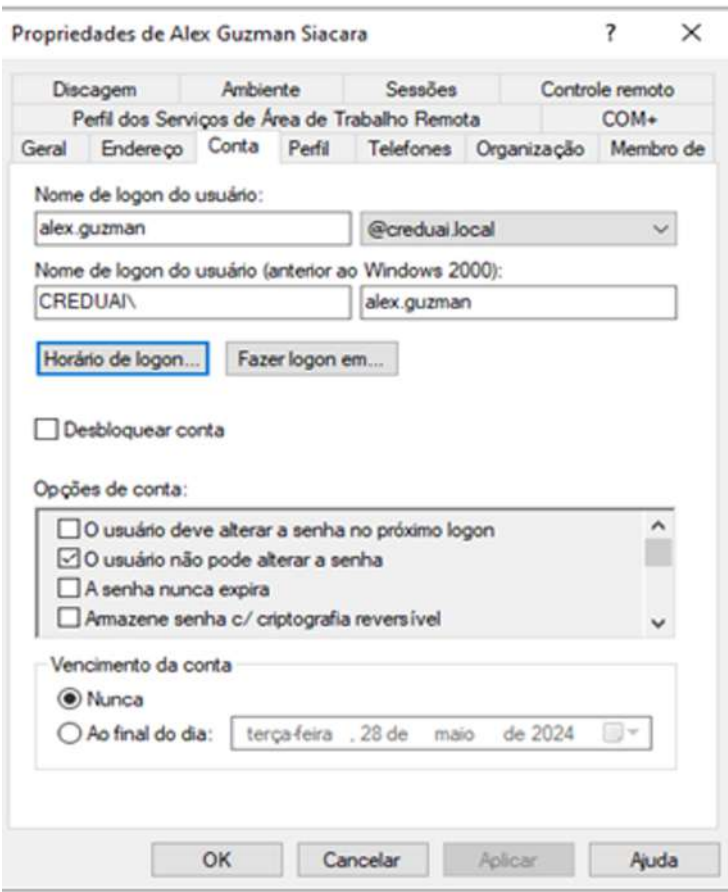 Propriedades de Alex Guzman Siacara ?
Discagem Ambiente Sessões Controle remoto
Perfil dos Serviços de Área de Trabalho Remota COM+
Geral Endereço Conta Perfil Telefones Organização Membro de
Nome de logon do usuário:
alex.guzman @creduai.local
Nome de logon do usuário (anterior ao Windows 2000):
CREDUAI\ alex.guzman
Horário de logon... Fazer logon em...
Desbloquear conta
Opções de conta:
O usuário deve alterar a senha no próximo logon
O usuário não pode alterar a senha
A senha nunca expira
Armazene senha c/ criptografia reversível
Vencimento da conta
Nunca
Ao final do dia: terça-feira , 28 de maio de 2024
OK Cancelar Aplicar Ajuda